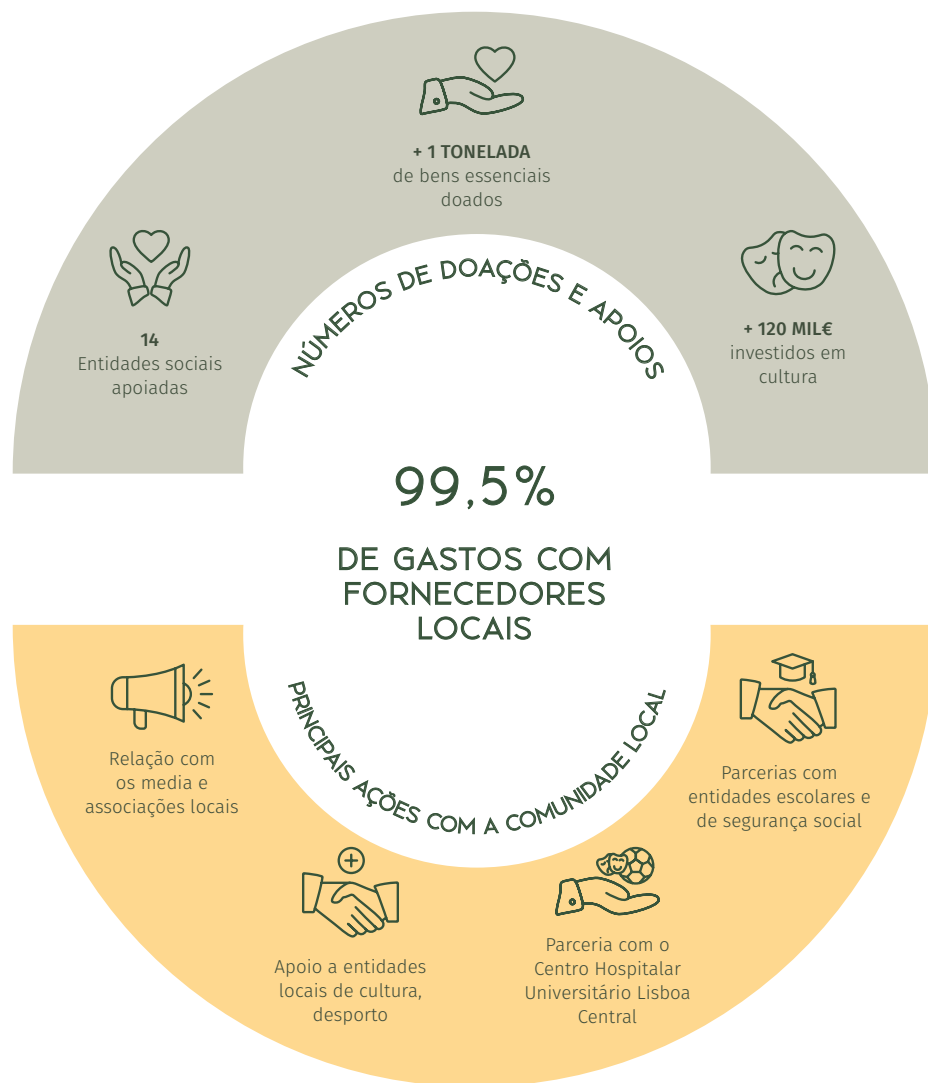 + 1 TONELADA
de bens essenciais
doados
14
Entidades sociais
apoiadas
+ 120 MIL€
investidos em
cultura
NÚMEROS DE DOAÇÕES E APOIOS
99,5%
DE GASTOS COM
FORNECEDORES
LOCAIS
PRINCIPAIS AÇÕES COM A COMUNIDADE LOCAL
Relação com
os media e
associações locais
Apoio a entidades
locais de cultura,
desporto
Parceria com o
Centro Hospitalar
Universitário Lisboa
Central
Parcerias com
entidades escolares e
de segurança social